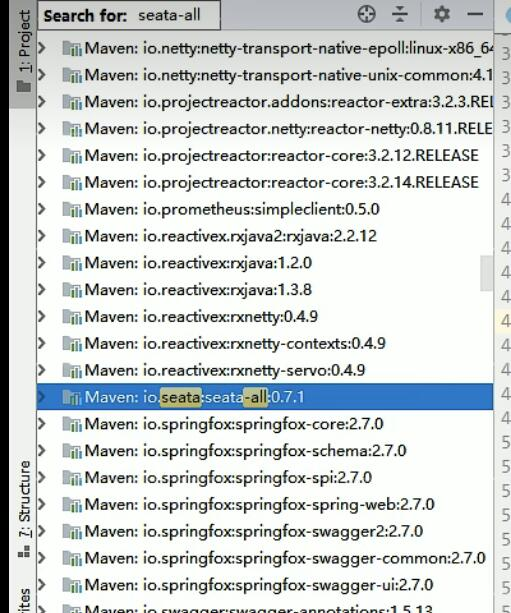 Search for: seata-all
1: Project
Maven: io.netty:netty-transport-native-epoll:linux-x86_64
Maven: io.netty:netty-transport-native-unix-common:4.1
Maven: io.projectreactor.addons:reactor-extra:3.2.3.REL
Maven: io.projectreactor.netty:reactor-netty:0.8.11.RELE
Maven: io.projectreactor:reactor-core:3.2.12.RELEASE
Maven: io.projectreactor:reactor-core:3.2.14.RELEASE
Maven: io.prometheus:simpleclient:0.5.0
Maven: io.reactivex.rxjava2:rxjava:2.2.12
Maven: io.reactivex:rxjava:1.2.0
Maven: io.reactivex:rxjava:1.3.8
Maven: io.reactivex:rxnetty:0.4.9
Maven: io.reactivex:rxnetty-contexts:0.4.9
Maven: io.reactivex:rxnetty-servo:0.4.9
Maven: io.seata:seata-all:0.7.1
Maven: io.springfox:springfox-core:2.7.0
Maven: io.springfox:springfox-schema:2.7.0
Maven: io.springfox:springfox-spi:2.7.0
Maven: io.springfox:springfox-spring-web:2.7.0
Maven: io.springfox:springfox-swagger2:2.7.0
Maven: io.springfox:springfox-swagger-common:2.7.0
Maven: io.springfox:springfox-swagger-ui:2.7.0
Maven: io.swagger:swagger-annotations:1.5.13
7: Structure